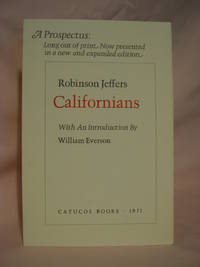 A Prospectus:
Long out of print. Now presented
in a new and expanded edition.
Robinson Jeffers
Californians
With An Introduction By
William Everson
CAYUCOS BOOKS · 1971